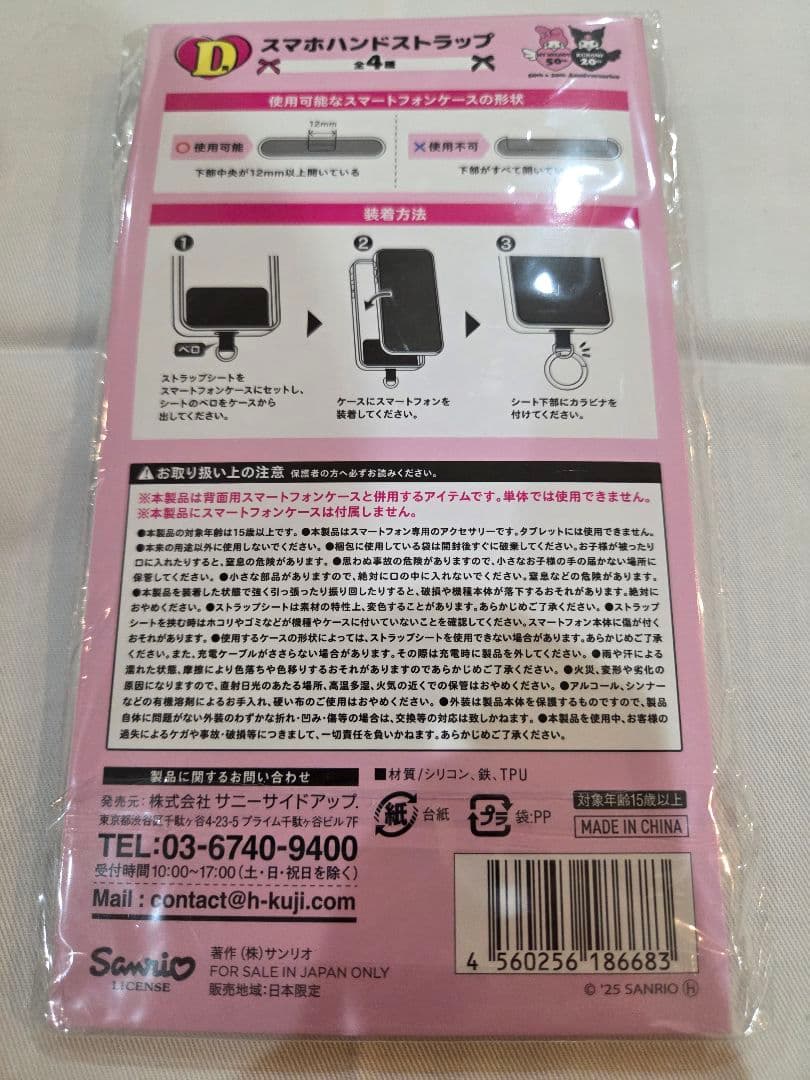 D.
スマホハンドストラップ
全4種
MY MELODY 50th
KUROMI 20th
50th & 20th Anniversaries
使用可能なスマートフォンケースの形状
12mm
○使用可能
下部中央が12mm以上開いている
×使用不可
下部がすべて開いてい
装着方法
1
2
3
ベロ
ストラップシートを
スマートフォンケースにセットし、
シートのベロをケースから
出してください。
ケースにスマートフォンを
装着してください。
シート下部にカラビナを
付けてください。
お取り扱い上の注意 保護者の方へ必ずお読みください。
※本製品は背面用スマートフォンケースと併用するアイテムです。単体では使用できません。
※本製品にスマートフォンケースは付属しません。
●本製品の対象年齢は15歳以上です。●本製品はスマートフォン専用のアクセサリーです。タブレットには使用できません。
●本来の用途以外に使用しないでください。●梱包に使用している袋は開封後すぐに破棄してください。お子様が被ったり
口に入れたりすると、窒息の危険があります。●思わぬ事故の危険がありますので、小さなお子様の手の届かない場所に
保管してください。●小さな部品がありますので、絶対に口の中に入れないでください。窒息などの危険があります。
●本製品を装着した状態で強く引っ張ったり振り回したりすると、破損や機種本体が落下するおそれがあります。絶対に
おやめください。●ストラップシートは素材の特性上、変色することがあります。あらかじめご了承ください。●ストラップ
シートを挟む時はホコリやゴミなどが機種やケースに付いていないことを確認してください。スマートフォン本体に傷が付く
おそれがあります。●使用するケースの形状によっては、ストラップシートを使用できない場合があります。あらかじめご了承
ください。また、充電ケーブルがささらない場合があります。その際は充電時に製品を外してください。●雨や汗による
濡れた状態、摩擦により色落ちや色移りするおそれがありますのであらかじめご了承ください。●火災、変形や劣化の
原因になりますので、直射日光のあたる場所、高温多湿、火気の近くでの保管はおやめください。●アルコール、シンナー
などの有機溶剤によるお手入れ、硬い布のご使用はおやめください。●外装は製品本体を保護するものですので、製品
自体に問題がない外装のわずかな折れ・凹み・傷等の場合は、交換等の対応は致しかねます。●本製品を使用中、お客様の
過失によるケガや事故・破損等につきまして、一切責任を負いかねます。あらかじめご了承ください。
製品に関するお問い合わせ
発売元:株式会社 サニーサイドアップ.
東京都渋谷区千駄ヶ谷4-23-5 プライム千駄ヶ谷ビル 7F
TEL:03-6740-9400
受付時間10:00~17:00(土・日・祝日を除く)
Mail : contact@h-kuji.com
■材質/シリコン、鉄、TPU
紙 台紙
プラ 袋:PP
対象年齢15歳以上
MADE IN CHINA
4 560256 186683
Sanrio
LICENSE
著作(株)サンリオ
FOR SALE IN JAPAN ONLY
販売地域:日本限定
© '25 SANRIO Ⓗ